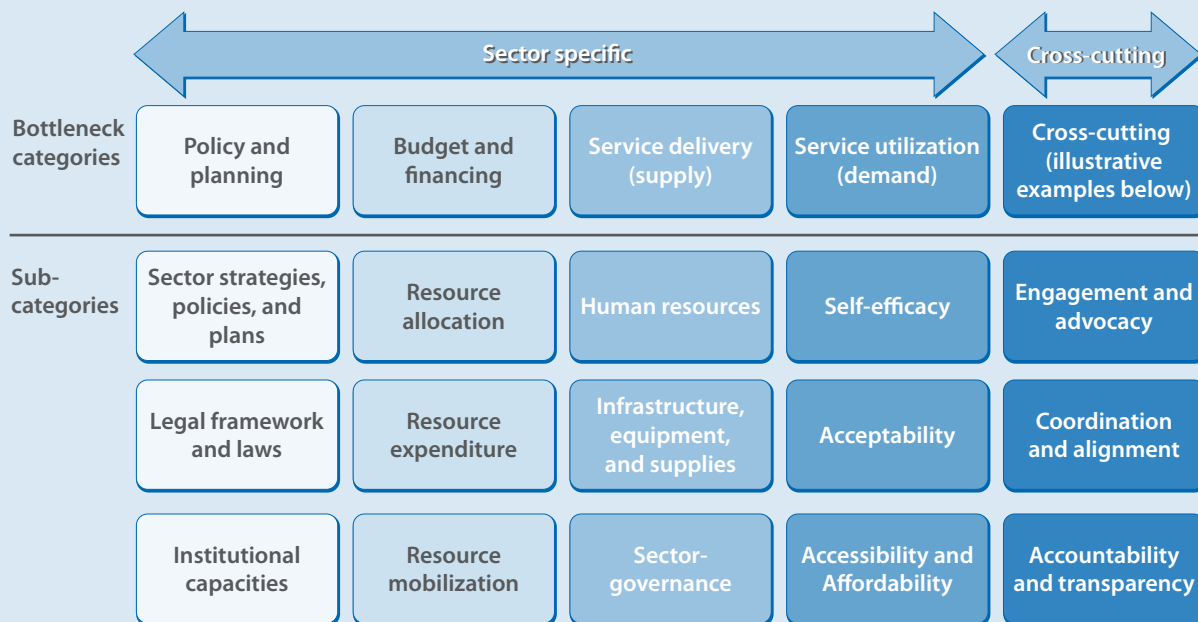 Sector specific
Cross-cutting
Bottleneck
categories
Policy and
planning
Budget and
financing
Service delivery
(supply)
Service utilization
(demand)
Cross-cutting
(illustrative
examples below)
Sub-
categories
Sector strategies,
policies, and
plans
Resource
allocation
Human resources
Self-efficacy
Engagement and
advocacy
Legal framework
and laws
Resource
expenditure
Infrastructure,
equipment,
and supplies
Acceptability
Coordination
and alignment
Institutional
capacities
Resource
mobilization
Sector-
governance
Accessibility and
Affordability
Accountability
and transparency